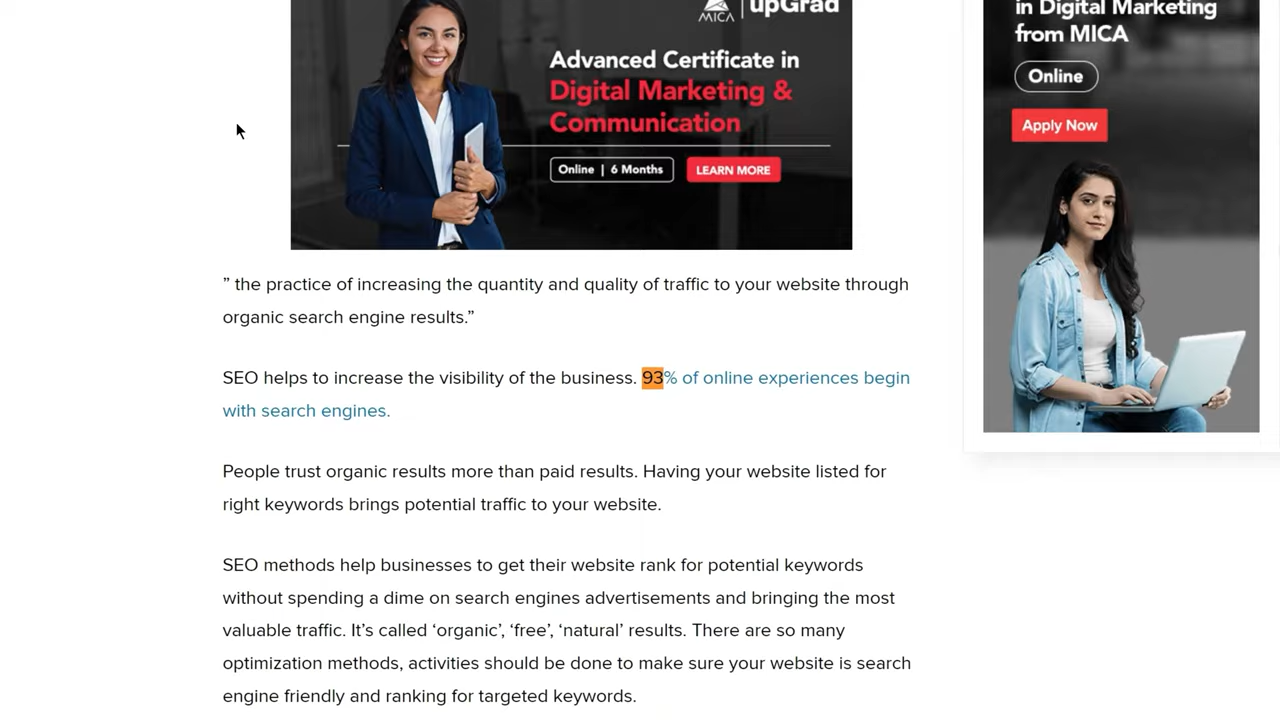 MICA | upGrad
Advanced Certificate in
Digital Marketing &
Communication
Online | 6 Months
LEARN MORE
in Digital Marketing
from MICA
Online
Apply Now
” the practice of increasing the quantity and quality of traffic to your website through
organic search engine results.”
SEO helps to increase the visibility of the business. 93% of online experiences begin
with search engines.
People trust organic results more than paid results. Having your website listed for
right keywords brings potential traffic to your website.
SEO methods help businesses to get their website rank for potential keywords
without spending a dime on search engines advertisements and bringing the most
valuable traffic. It’s called ‘organic’, ‘free’, ‘natural’ results. There are so many
optimization methods, activities should be done to make sure your website is search
engine friendly and ranking for targeted keywords.